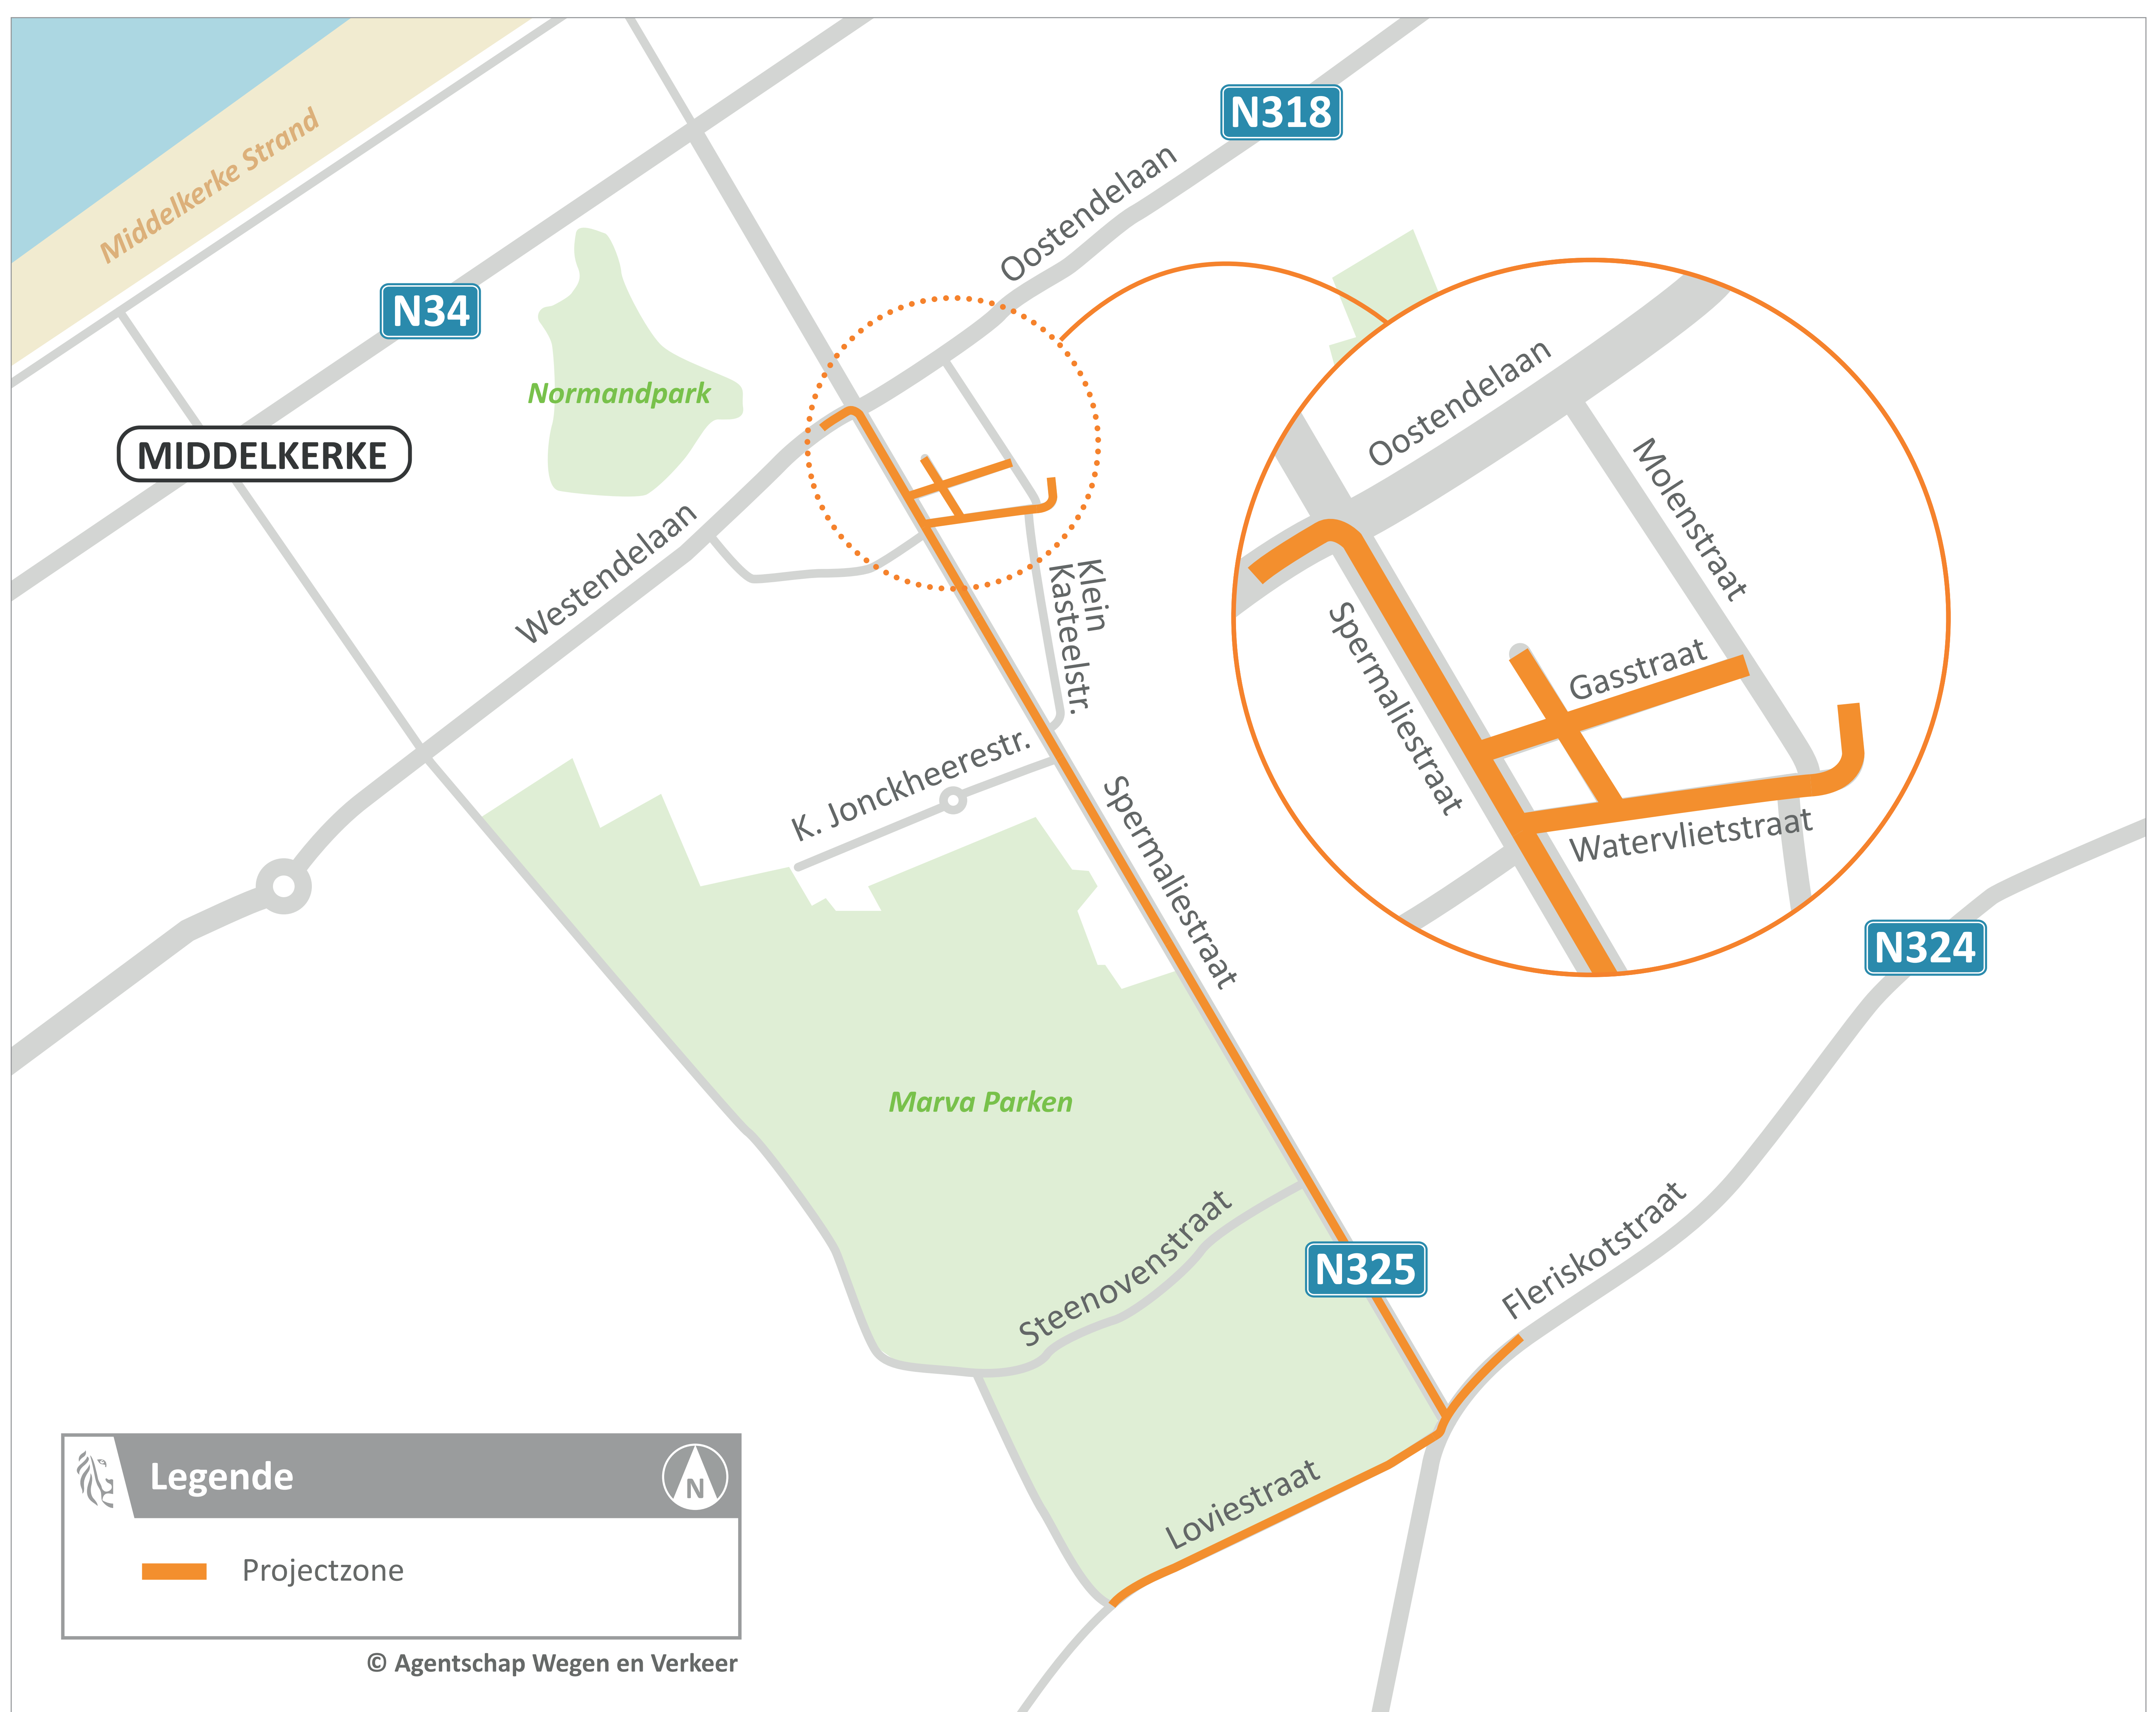 N318
Middelkerke Strand
Oostendelaan
N34
Normandpark
MIDDELKERKE
Oostendelaan
Molenstraat
Westendelaan
Klein
Kasteelstr.
Gasstraat
Spermaliestraat
Watervlietstraat
K. Jonckheerestr.
Spermaliestraat
N324
Marva Parken
Steenovenstraat
N325
Fleriskotstraat
Loviestraat
Legende
N
Projectzone
© Agentschap Wegen en Verkeer